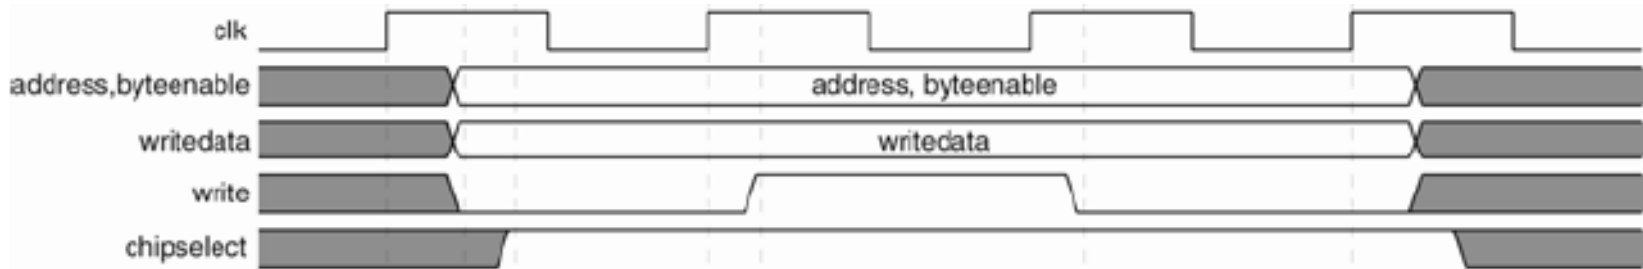 clk
address,byteenable address, byteenable
writedata writedata
write
chipselect